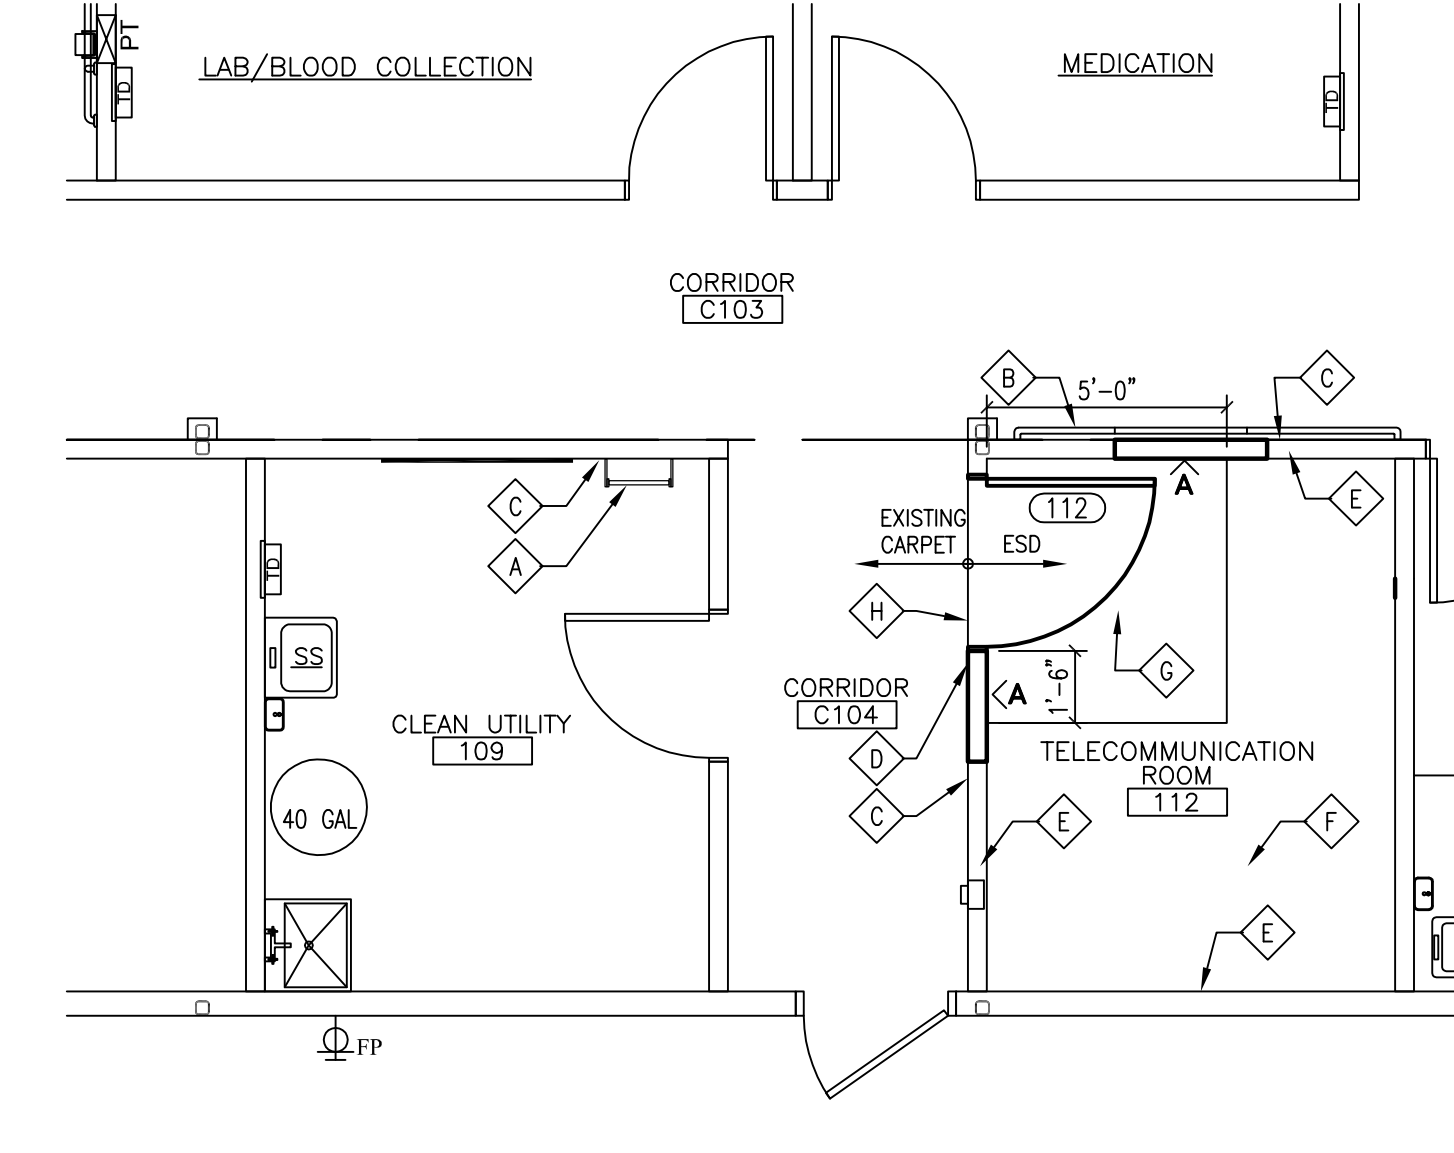 PT
LAB/BLOOD COLLECTION
MEDICATION
TD
TD
CORRIDOR
C103
B
5'-0"
C
C
A
E
112
EXISTING
CARPET
ESD
A
TD
H
SS
G
CORRIDOR
C104
A
1'-6"
CLEAN UTILITY
109
D
TELECOMMUNICATION
ROOM
112
40 GAL
C
E
F
E
FP